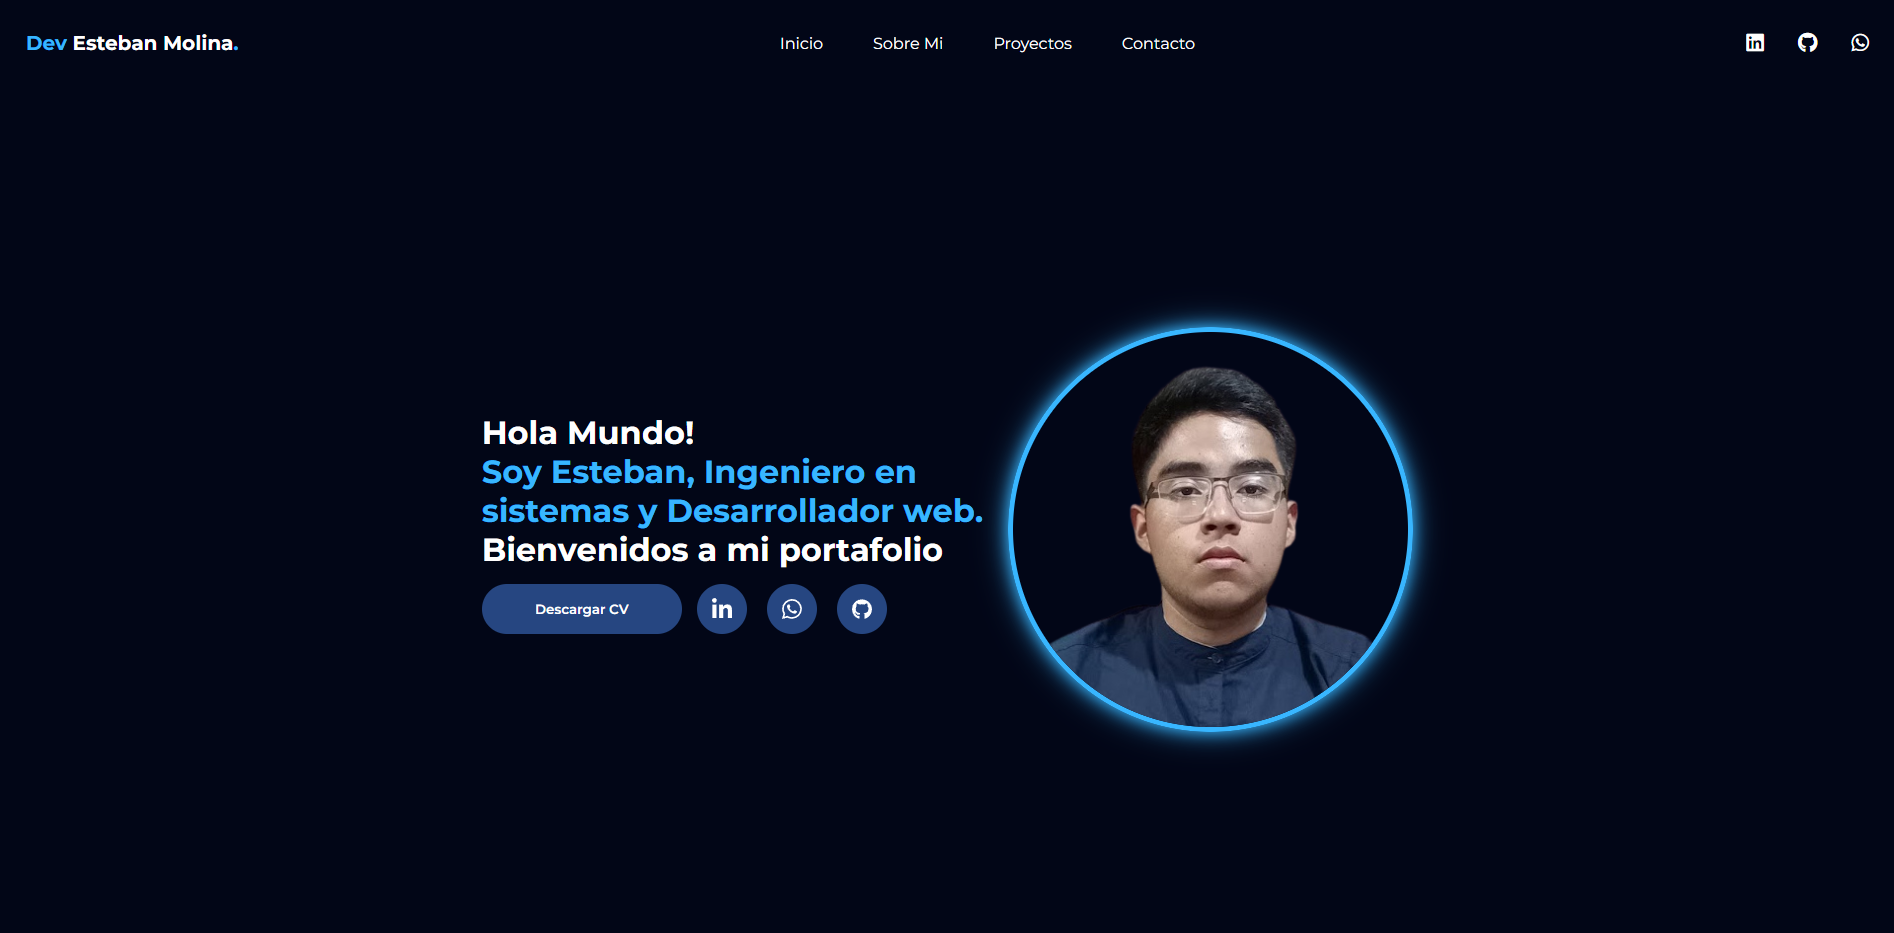 Dev Esteban Molina.
Inicio
Sobre Mi
Proyectos
Contacto
Hola Mundo!
Soy Esteban, Ingeniero en
sistemas y Desarrollador web.
Bienvenidos a mi portafolio
Descargar CV